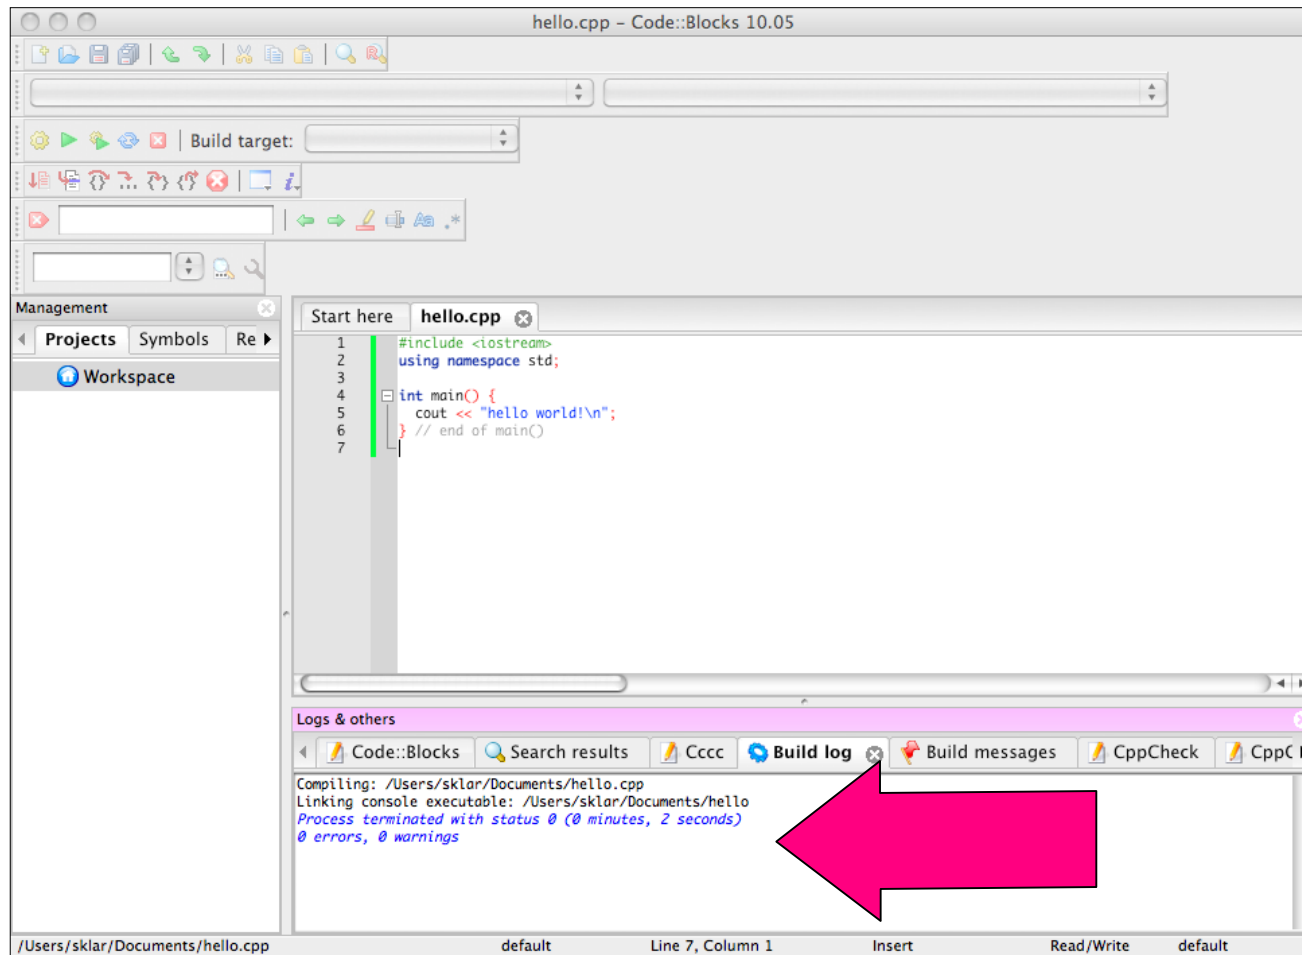 hello.cpp – Code::Blocks 10.05
Build target:
Management
Projects Symbols Re
Workspace
Start here hello.cpp
1 #include <iostream>
2 using namespace std;
3
4 int main() {
5 cout << "hello world!\n";
6 } // end of main()
7
Logs & others
Code::Blocks Search results Cccc Build log Build messages CppCheck CppC
Compiling: /Users/sklar/Documents/hello.cpp
Linking console executable: /Users/sklar/Documents/hello
Process terminated with status 0 (0 minutes, 2 seconds)
0 errors, 0 warnings
/Users/sklar/Documents/hello.cpp default Line 7, Column 1 Insert Read/Write default